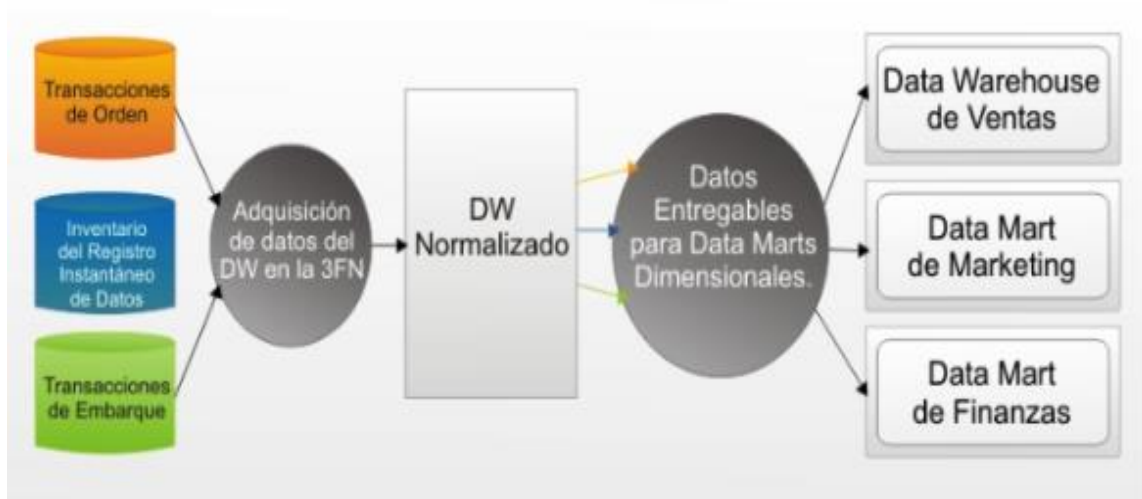 Transacciones
de Orden
Inventario
del Registro
Instantáneo
de Datos
Transacciones
de Embarque
Adquisición
de datos del
DW en la 3FN
DW
Normalizado
Datos
Entregables
para Data Marts
Dimensionales.
Data Warehouse
de Ventas
Data Mart
de Marketing
Data Mart
de Finanzas